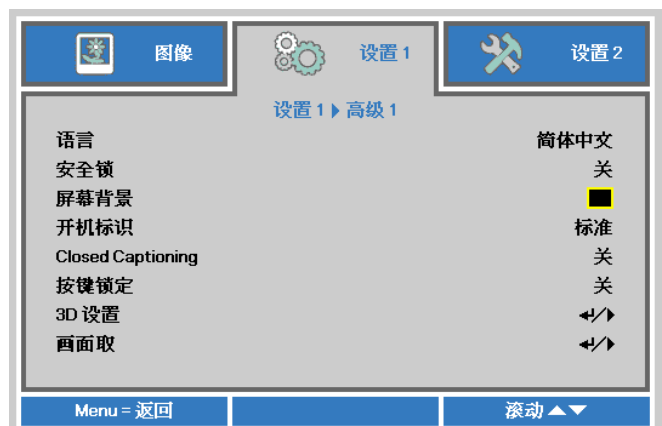 图像 设置 1 设置 2
设置 1 ▶ 高级 1
语言 简体中文
安全锁 关
屏幕背景
开机标识 标准
Closed Captioning 关
按键锁定 关
3D 设置 ↵/▶
画面取 ↵/▶
Menu = 返回 滚动 ▲▼